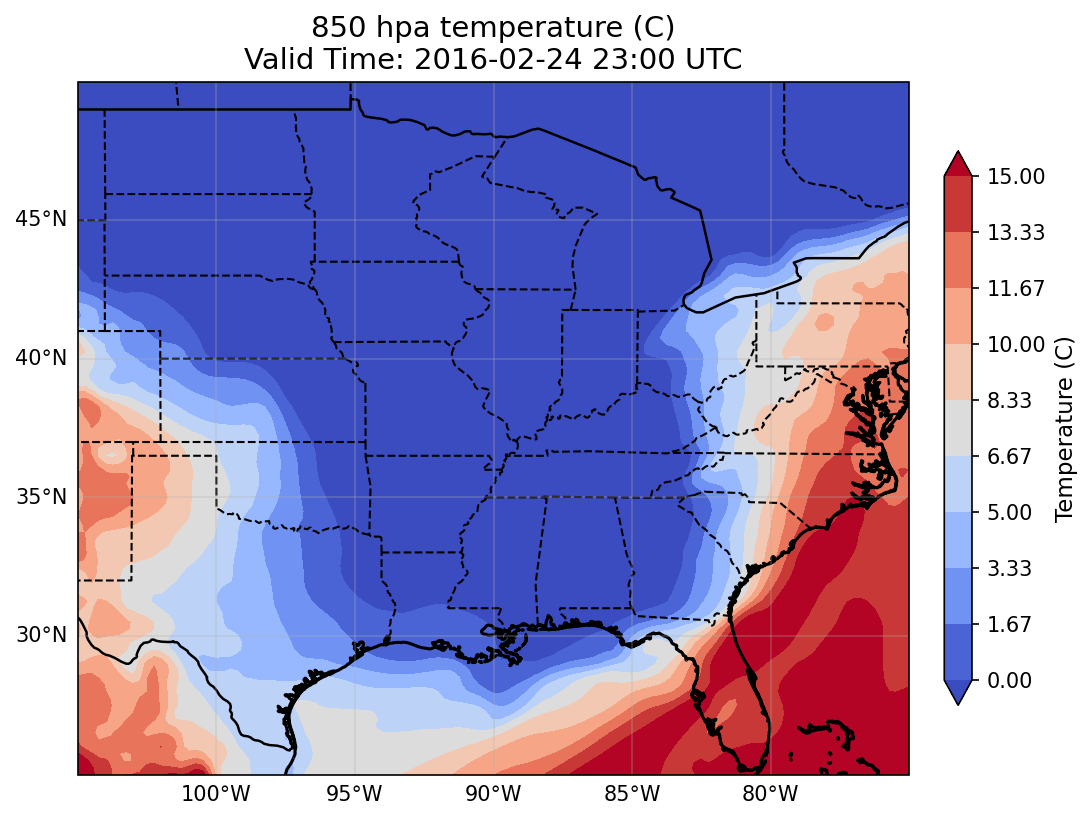 850 hpa temperature (C)
Valid Time: 2016-02-24 23:00 UTC
45°N
40°N
35°N
30°N
100°W
95°W
90°W
85°W
80°W
15.00
13.33
11.67
10.00
8.33
6.67
5.00
3.33
1.67
0.00
Temperature (C)